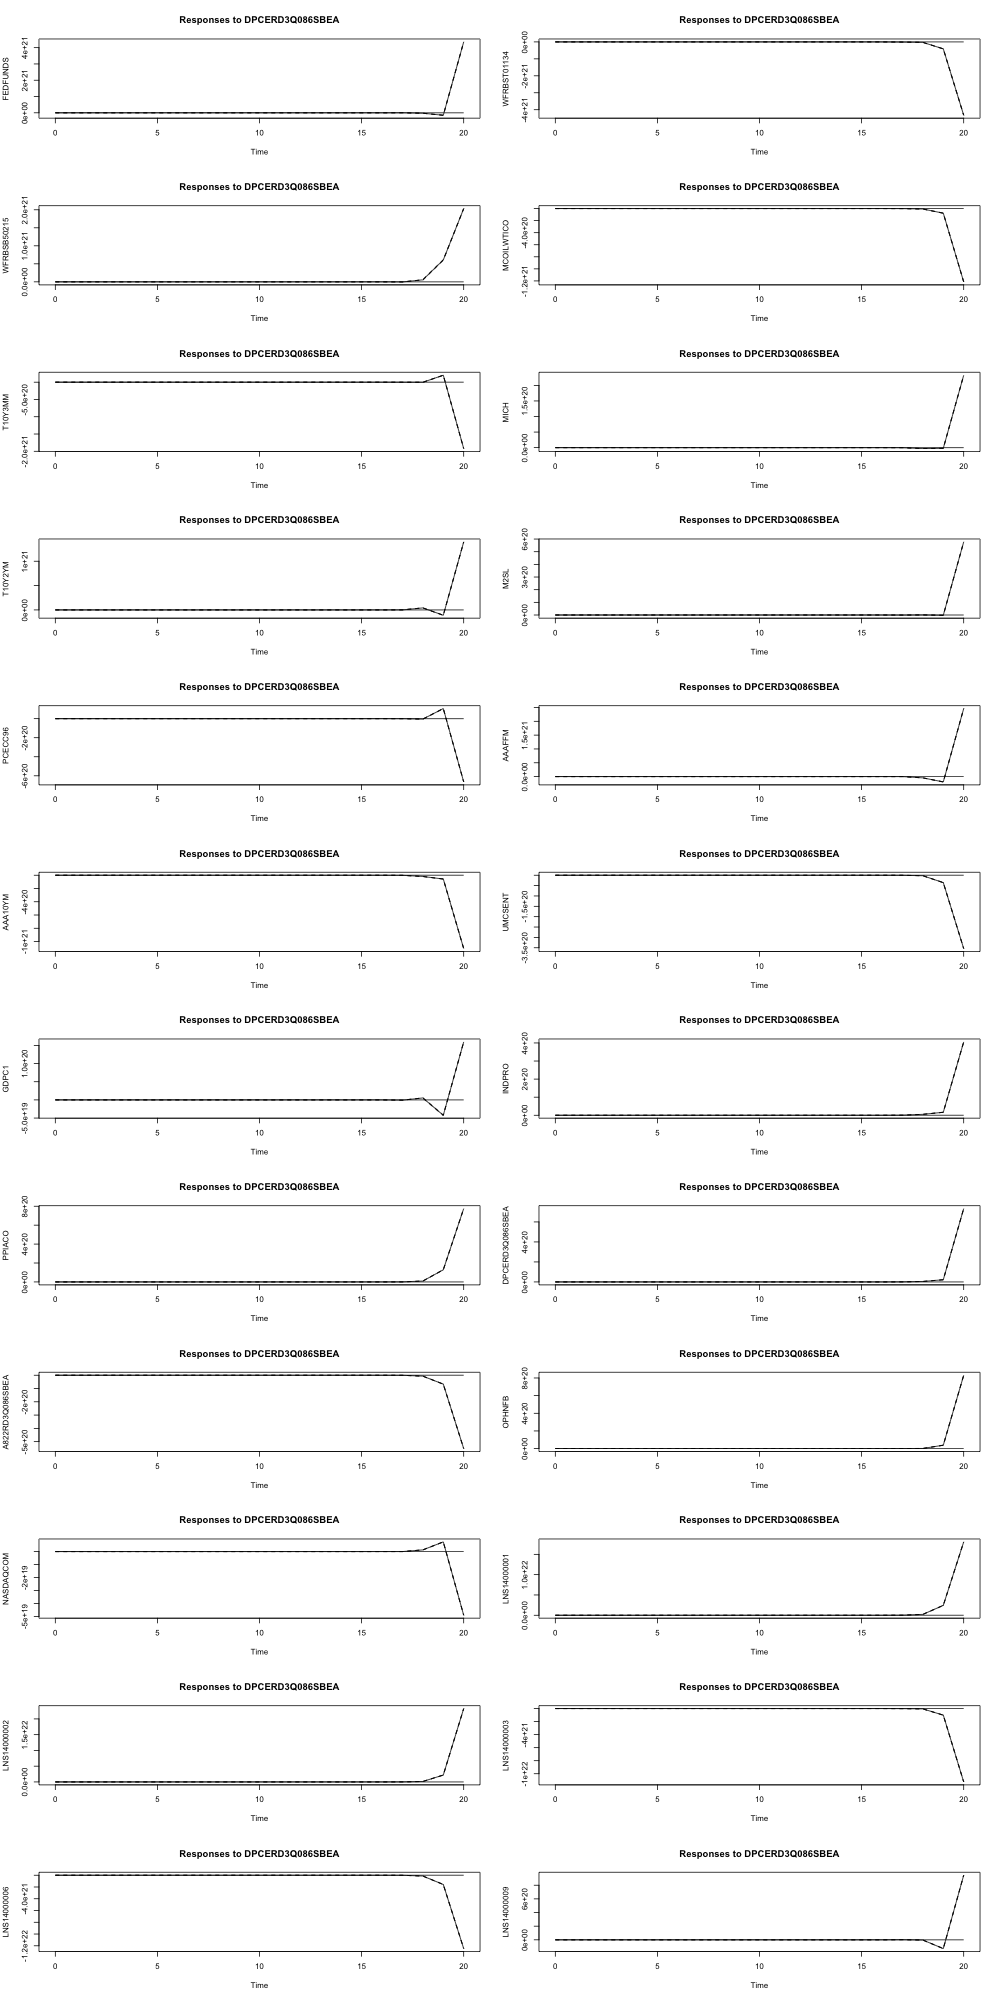 Responses to DPCERD3Q086SBEA
FEDFUNDS
0e+00 2e+21 4e+21
0 5 10 15 20
Time
Responses to DPCERD3Q086SBEA
WFRBST01134
-4e+21 -2e+21 0e+00
0 5 10 15 20
Time
Responses to DPCERD3Q086SBEA
WFRBSB50215
0.0e+00 1.0e+21 2.0e+21
0 5 10 15 20
Time
Responses to DPCERD3Q086SBEA
MCOILWTICO
-1.2e+21 -4.0e+20
0 5 10 15 20
Time
Responses to DPCERD3Q086SBEA
T10Y3MM
-2.0e+21 -5.0e+20
0 5 10 15 20
Time
Responses to DPCERD3Q086SBEA
MICH
0.0e+00 1.5e+20
0 5 10 15 20
Time
Responses to DPCERD3Q086SBEA
T10Y2YM
0e+00 1e+21
0 5 10 15 20
Time
Responses to DPCERD3Q086SBEA
M2SL
0e+00 3e+20 6e+20
0 5 10 15 20
Time
Responses to DPCERD3Q086SBEA
PCECC96
-6e+20 -2e+20
0 5 10 15 20
Time
Responses to DPCERD3Q086SBEA
AAAFFM
0.0e+00 1.5e+21
0 5 10 15 20
Time
Responses to DPCERD3Q086SBEA
AAA10YM
-1e+21 -4e+20
0 5 10 15 20
Time
Responses to DPCERD3Q086SBEA
UMCSENT
-3.5e+20 -1.5e+20
0 5 10 15 20
Time
Responses to DPCERD3Q086SBEA
GDPC1
-5.0e+19 1.0e+20
0 5 10 15 20
Time
Responses to DPCERD3Q086SBEA
INDPRO
0e+00 2e+20 4e+20
0 5 10 15 20
Time
Responses to DPCERD3Q086SBEA
PPIACO
0e+00 4e+20 8e+20
0 5 10 15 20
Time
Responses to DPCERD3Q086SBEA
DPCERD3Q086SBEA
0e+00 4e+20
0 5 10 15 20
Time
Responses to DPCERD3Q086SBEA
A822RD3Q086SBEA
-5e+20 -2e+20
0 5 10 15 20
Time
Responses to DPCERD3Q086SBEA
OPHNFB
0e+00 4e+20 8e+20
0 5 10 15 20
Time
Responses to DPCERD3Q086SBEA
NASDAQCOM
-5e+19 -2e+19
0 5 10 15 20
Time
Responses to DPCERD3Q086SBEA
LNS14000001
0.0e+00 1.0e+22
0 5 10 15 20
Time
Responses to DPCERD3Q086SBEA
LNS14000002
0.0e+00 1.5e+22
0 5 10 15 20
Time
Responses to DPCERD3Q086SBEA
LNS14000003
-1e+22 -4e+21
0 5 10 15 20
Time
Responses to DPCERD3Q086SBEA
LNS14000006
-1.2e+22 -4.0e+21
0 5 10 15 20
Time
Responses to DPCERD3Q086SBEA
LNS14000009
0e+00 6e+20
0 5 10 15 20
Time